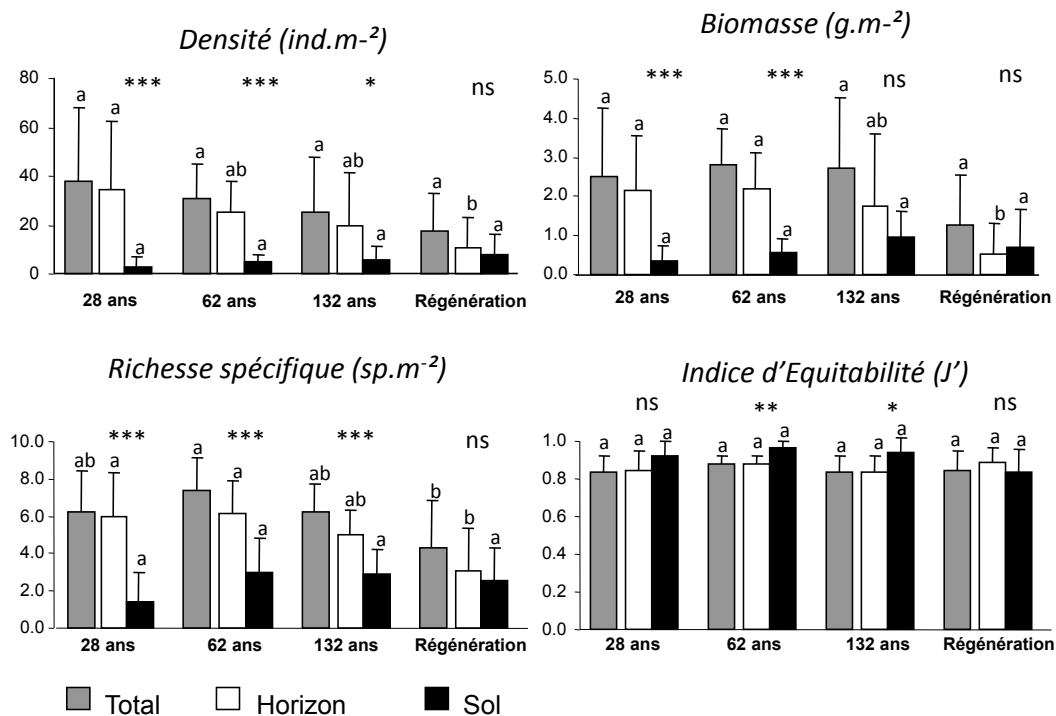 Densité (ind.m-²)
*** *** * ns
80
60
40
20
0
a a a
a ab a
a ab a
a b a
28 ans 62 ans 132 ans Régénération
Biomasse (g.m-²)
*** *** ns ns
5.0
4.0
3.0
2.0
1.0
0.0
a a a
a a a
a ab a
a b a
28 ans 62 ans 132 ans Régénération
Richesse spécifique (sp.m-²)
*** *** *** ns
10.0
8.0
6.0
4.0
2.0
0.0
ab a a
a a a
ab ab a
b b a
28 ans 62 ans 132 ans Régénération
Indice d’Equitabilité (J’)
ns ** * ns
1.0
0.8
0.6
0.4
0.2
0
a a a
a a a
a a a
a a a
28 ans 62 ans 132 ans Régénération
Total Horizon Sol